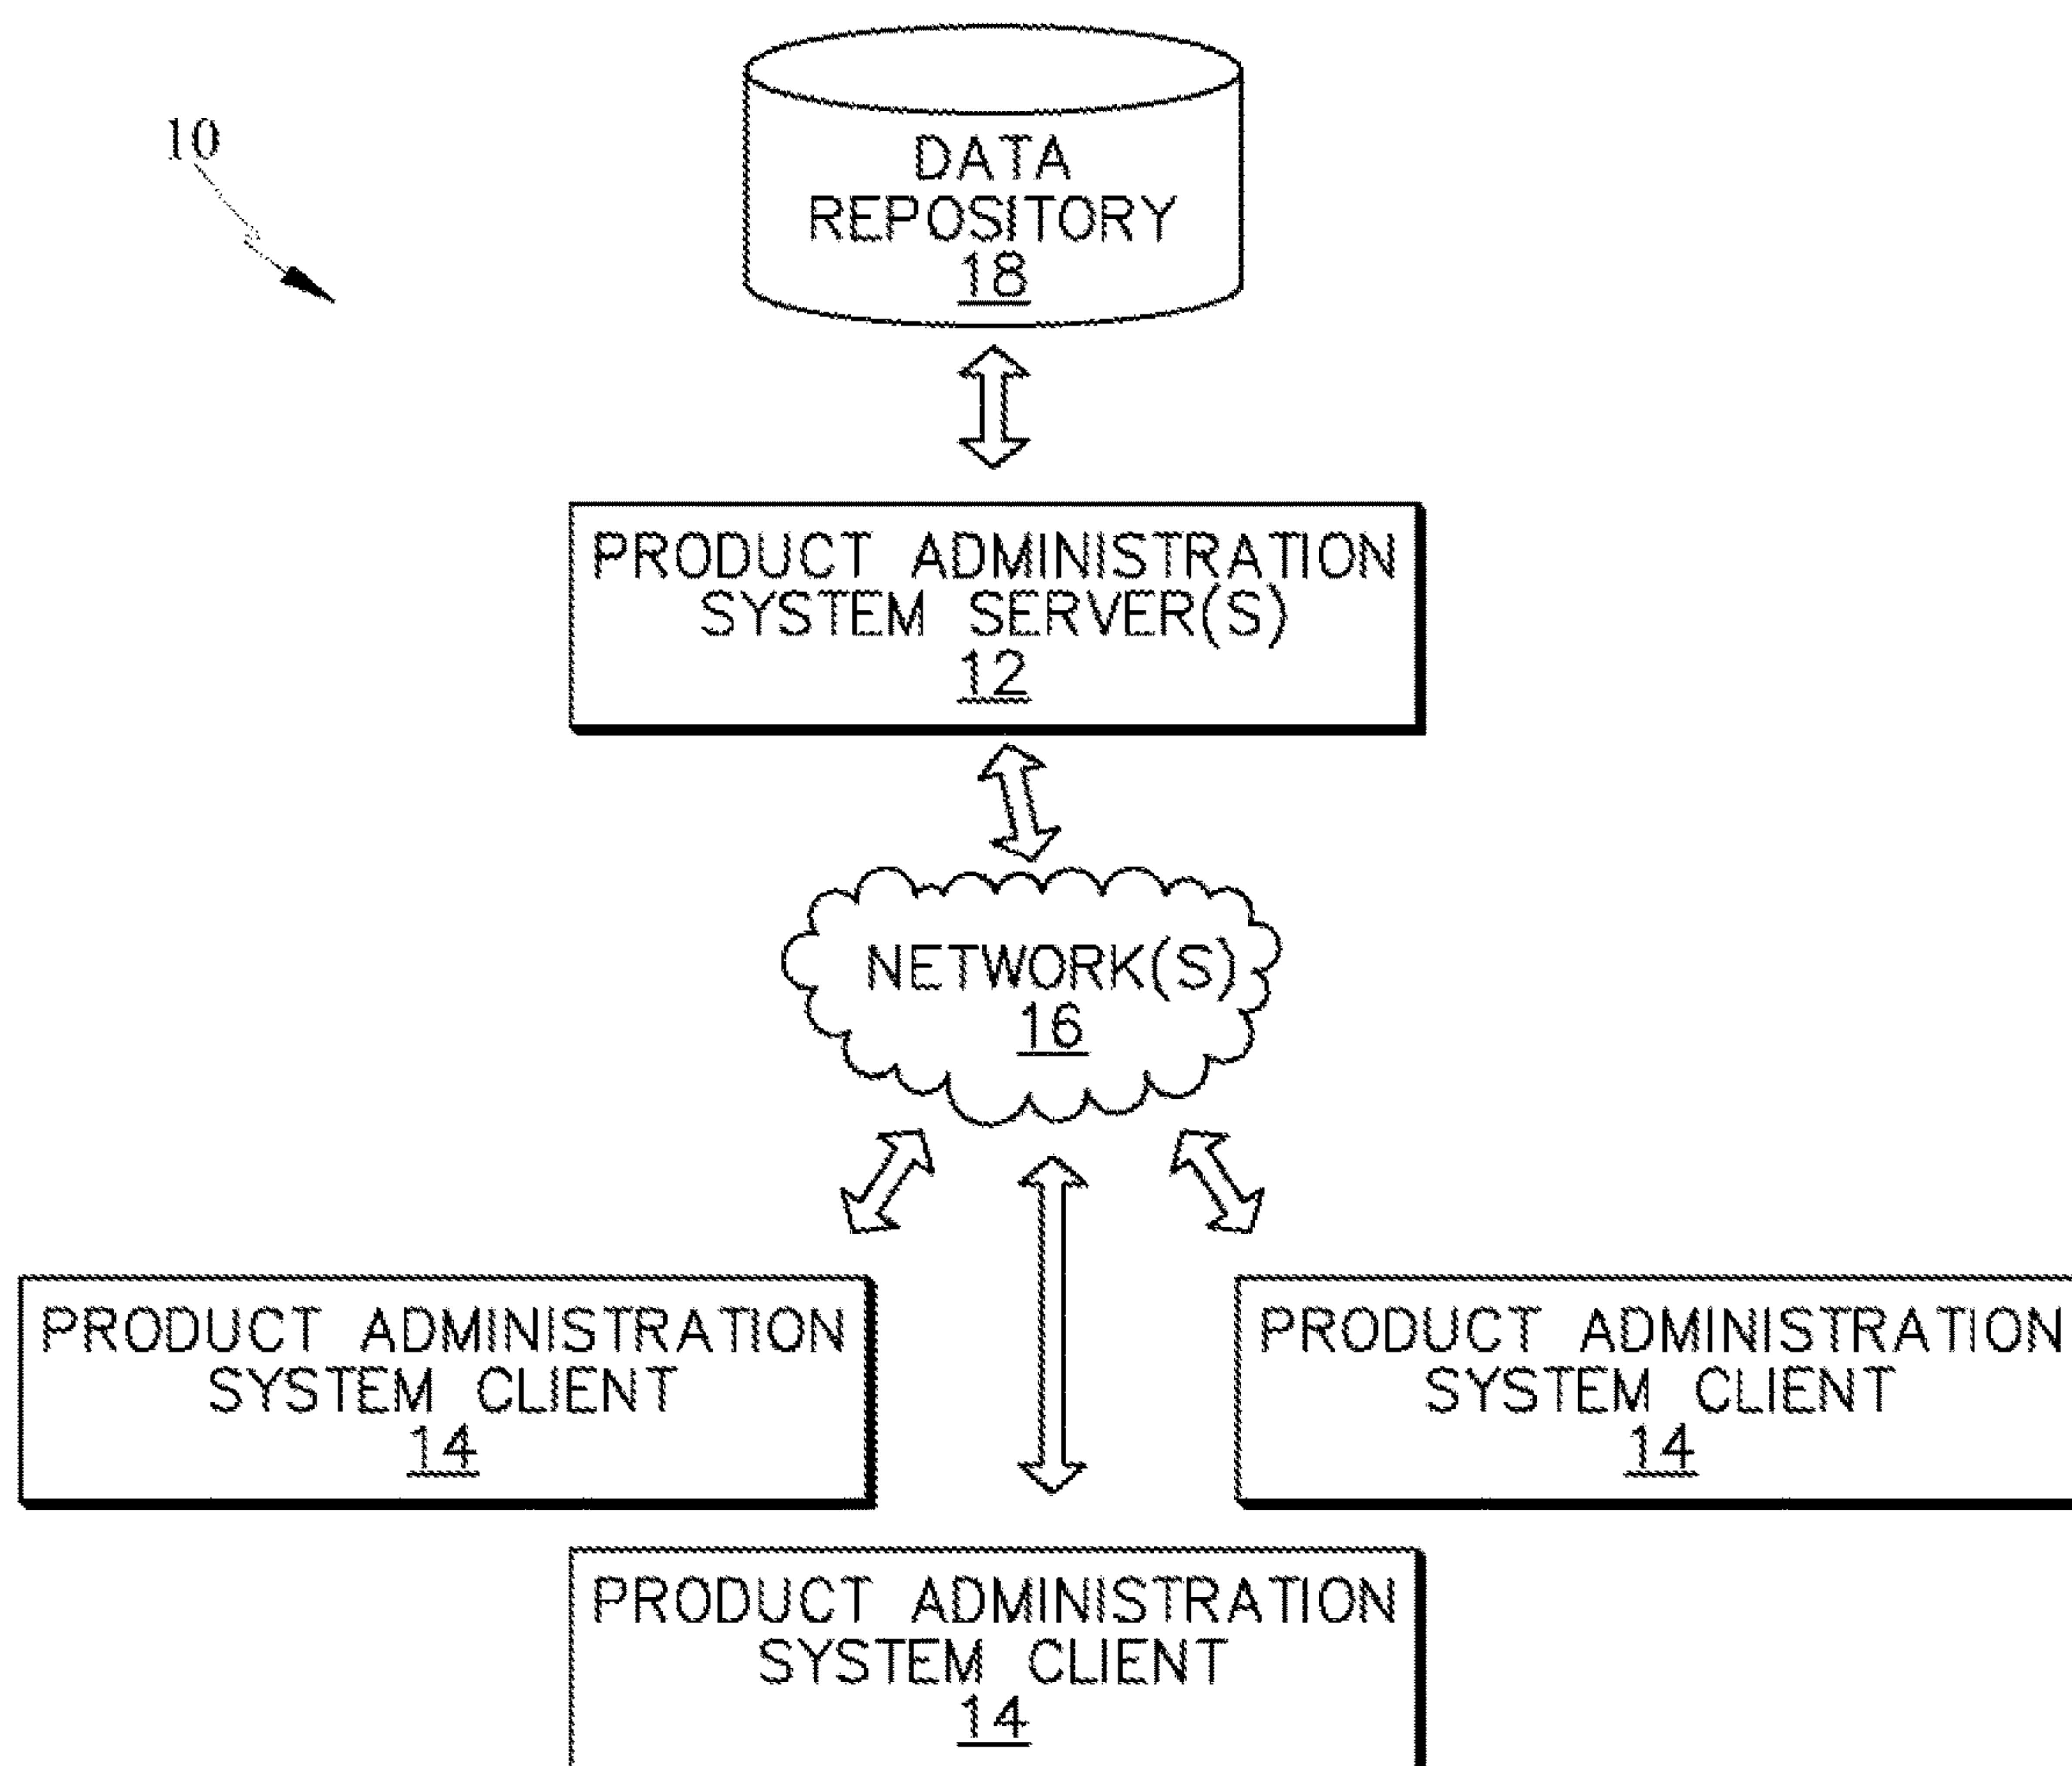 10
DATA
REPOSITORY
18
PRODUCT ADMINISTRATION
SYSTEM SERVER(S)
12
NETWORK(S)
16
PRODUCT ADMINISTRATION
SYSTEM CLIENT
14
PRODUCT ADMINISTRATION
SYSTEM CLIENT
14
PRODUCT ADMINISTRATION
SYSTEM CLIENT
14